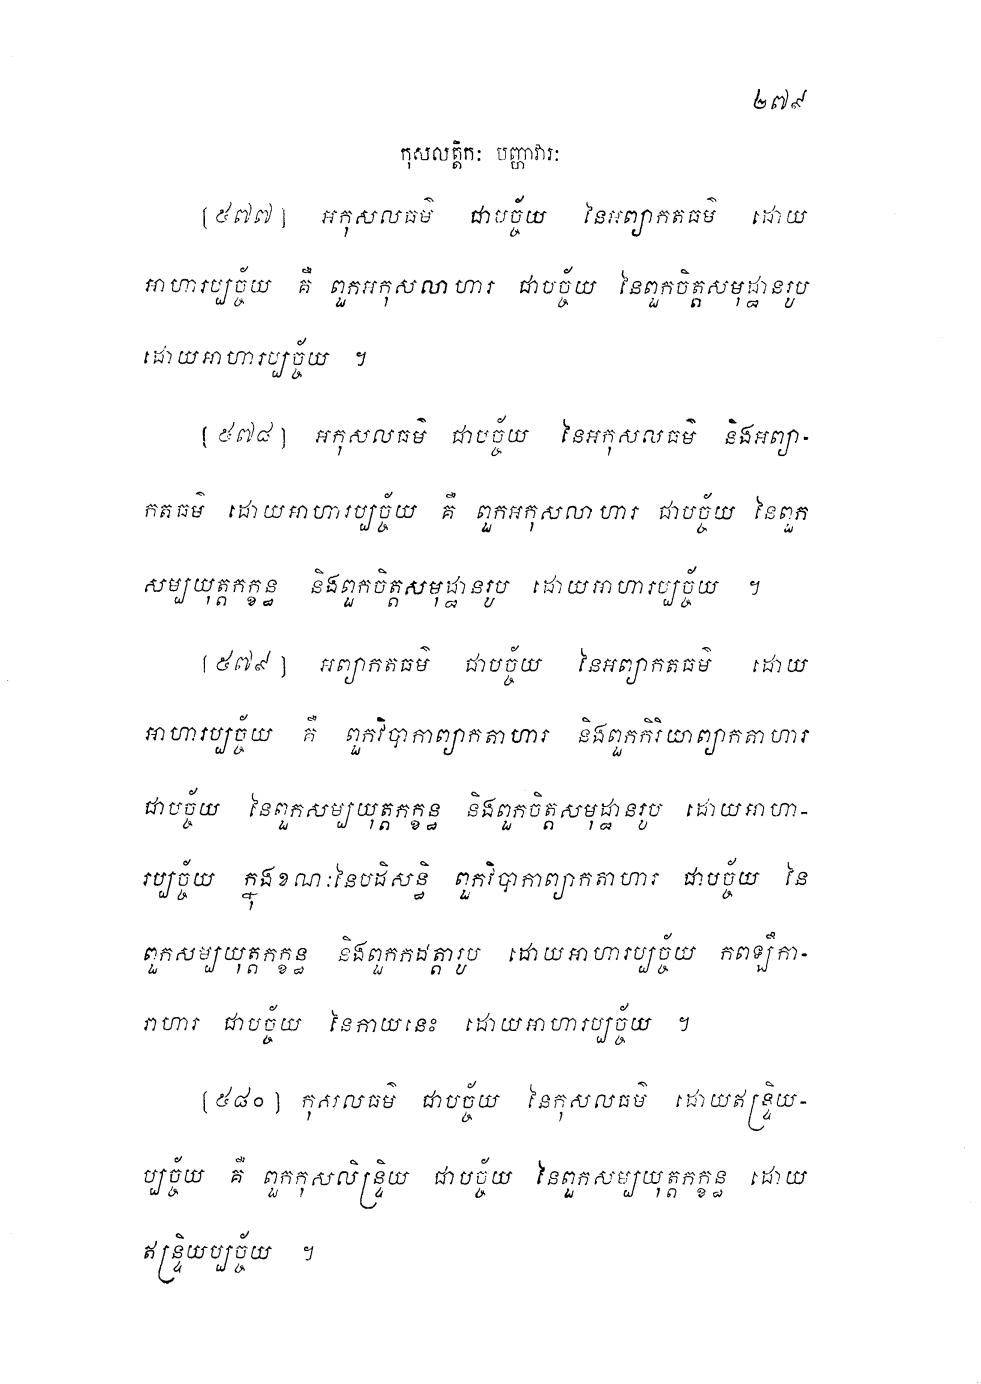 ២៧៩
កុសលត្តិកៈ បញ្ហាវារៈ
[៥៧៧] អកុសលធម៌ ជាបច្ច័យ នៃអព្យាកតធម៌ ដោយ
អាហារប្បច្ច័យ គឺ ពួកអកុសលាហារ ជាបច្ច័យ នៃពួកចិត្តសមុដ្ឋានរូប
ដោយអាហារប្បច្ច័យ ។
[៥៧៨] អកុសលធម៌ ជាបច្ច័យ នៃអកុសលធម៌ និងអព្យា-
កតធម៌ ដោយអាហារប្បច្ច័យ គឺ ពួកអកុសលាហារ ជាបច្ច័យ នៃពួក
សម្បយុត្តកក្ខន្ធ និងពួកចិត្តសមុដ្ឋានរូប ដោយអាហារប្បច្ច័យ ។
[៥៧៩] អព្យាកតធម៌ ជាបច្ច័យ នៃអព្យាកតធម៌ ដោយ
អាហារប្បច្ច័យ គឺ ពួកវិបាកាព្យាកតាហារ និងពួកកិរិយាព្យាកតាហារ
ជាបច្ច័យ នៃពួកសម្បយុត្តកក្ខន្ធ និងពួកចិត្តសមុដ្ឋានរូប ដោយអាហា-
រប្បច្ច័យ ក្នុងខណៈនៃបដិសន្ធិ ពួកវិបាកាព្យាកតាហារ ជាបច្ច័យ នៃ
ពួកសម្បយុត្តកក្ខន្ធ និងពួកកដត្តារូប ដោយអាហារប្បច្ច័យ កពឡីកា-
រាហារ ជាបច្ច័យ នៃកាយនេះ ដោយអាហារប្បច្ច័យ ។
[៥៨០] កុសលធម៌ ជាបច្ច័យ នៃកុសលធម៌ ដោយឥន្ទ្រិយ-
ប្បច្ច័យ គឺ ពួកកុសលិន្ទ្រិយ ជាបច្ច័យ នៃពួកសម្បយុត្តកក្ខន្ធ ដោយ
ឥន្ទ្រិយប្បច្ច័យ ។